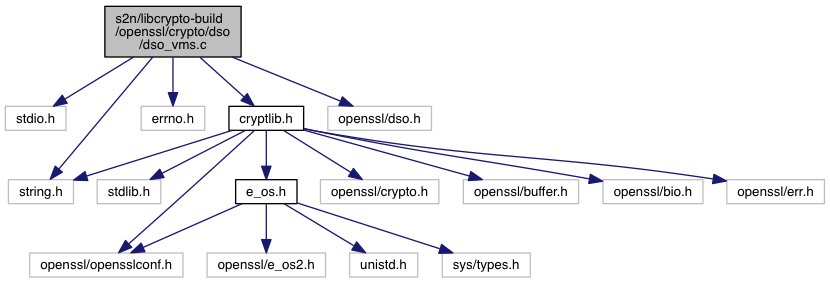 s2n/libcrypto-build
/openssl/crypto/dso
/dso_vms.c
stdio.h
errno.h
cryptlib.h
openssl/dso.h
string.h
stdlib.h
e_os.h
openssl/crypto.h
openssl/buffer.h
openssl/bio.h
openssl/err.h
openssl/opensslconf.h
openssl/e_os2.h
unistd.h
sys/types.h